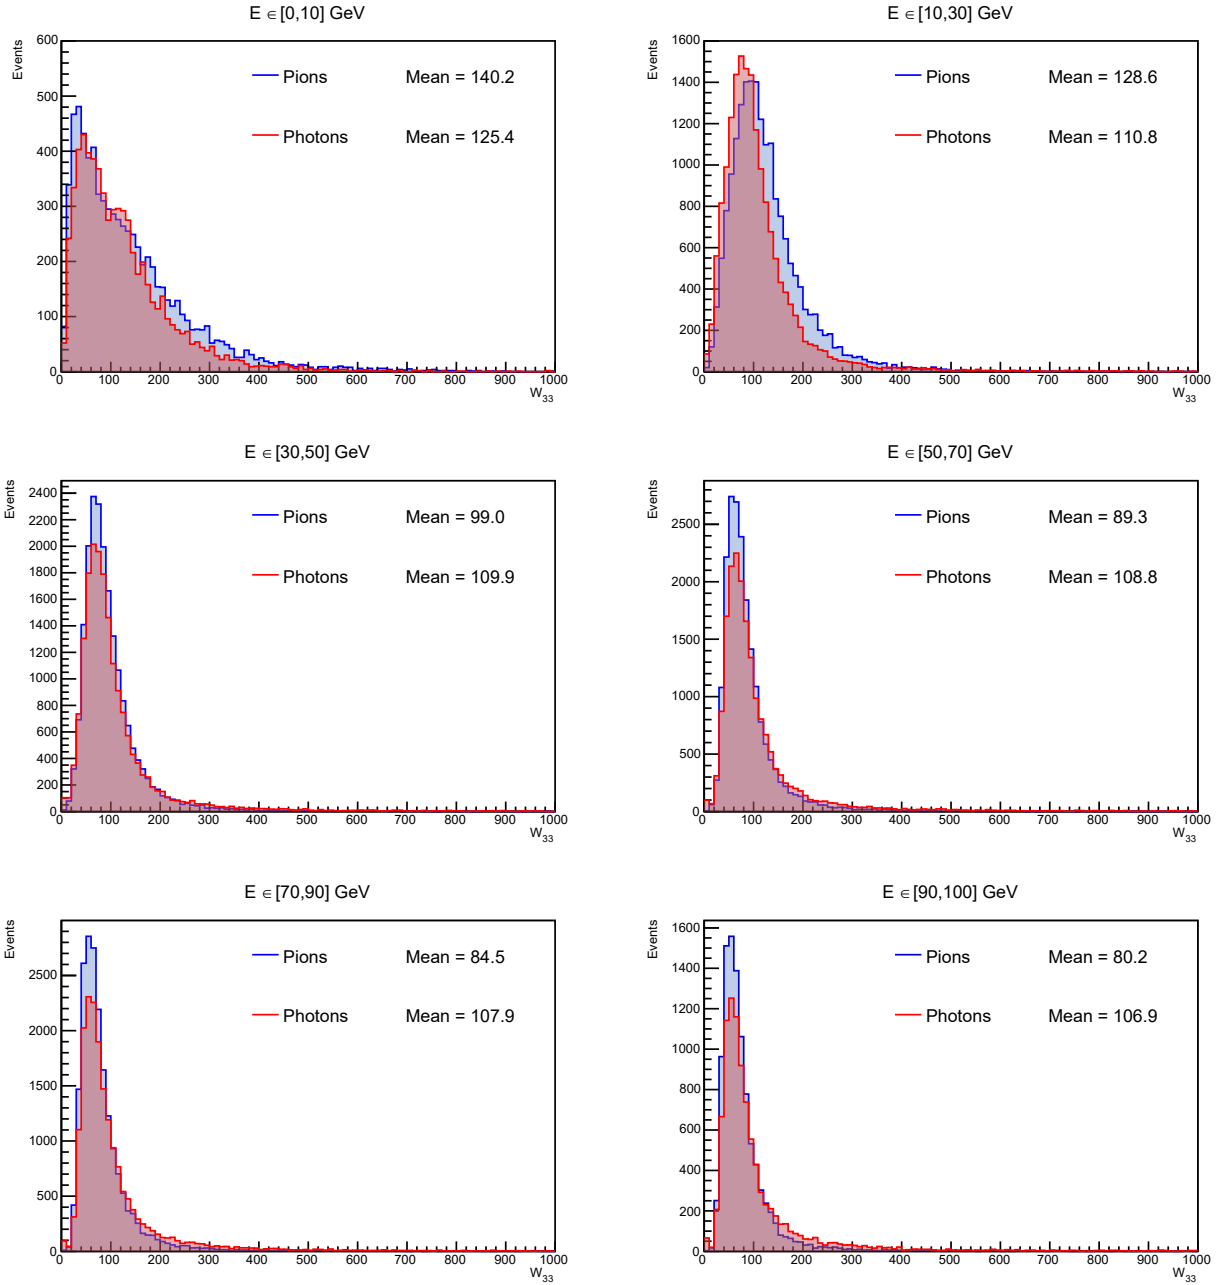 E ∈ [0,10] GeV
Events
600
500
400
300
200
100
0
Pions Mean = 140.2
Photons Mean = 125.4
0 100 200 300 400 500 600 700 800 900 1000
W33
E ∈ [10,30] GeV
Events
1600
1400
1200
1000
800
600
400
200
0
Pions Mean = 128.6
Photons Mean = 110.8
0 100 200 300 400 500 600 700 800 900 1000
W33
E ∈ [30,50] GeV
Events
2400
2200
2000
1800
1600
1400
1200
1000
800
600
400
200
0
Pions Mean = 99.0
Photons Mean = 109.9
0 100 200 300 400 500 600 700 800 900 1000
W33
E ∈ [50,70] GeV
Events
2500
2000
1500
1000
500
0
Pions Mean = 89.3
Photons Mean = 108.8
0 100 200 300 400 500 600 700 800 900 1000
W33
E ∈ [70,90] GeV
Events
2500
2000
1500
1000
500
0
Pions Mean = 84.5
Photons Mean = 107.9
0 100 200 300 400 500 600 700 800 900 1000
W33
E ∈ [90,100] GeV
Events
1600
1400
1200
1000
800
600
400
200
0
Pions Mean = 80.2
Photons Mean = 106.9
0 100 200 300 400 500 600 700 800 900 1000
W33